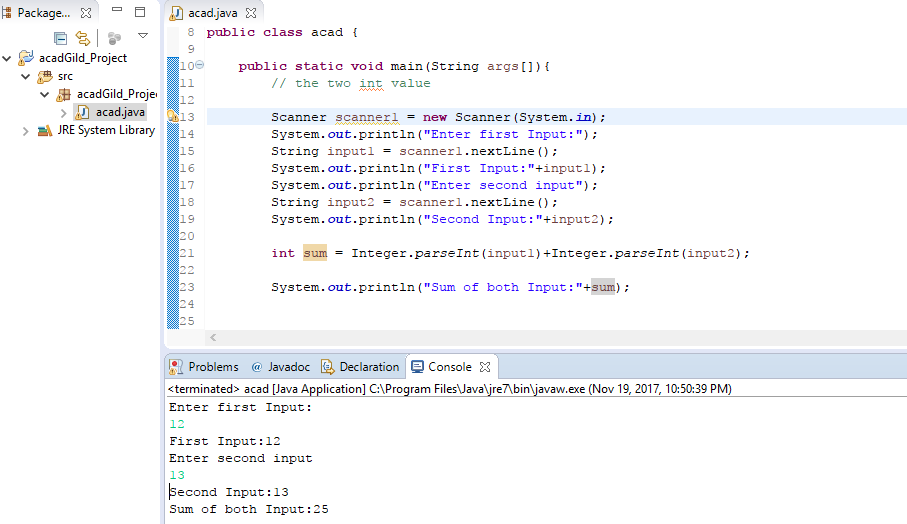 Package...
acadGild_Project
src
acadGild_Proje
acad.java
JRE System Library
acad.java
8 public class acad {
9
10 public static void main(String args[]){
11 // the two int value
12
13 Scanner scanner1 = new Scanner(System.in);
14 System.out.println("Enter first Input:");
15 String input1 = scanner1.nextLine();
16 System.out.println("First Input:"+input1);
17 System.out.println("Enter second input");
18 String input2 = scanner1.nextLine();
19 System.out.println("Second Input:"+input2);
20
21 int sum = Integer.parseInt(input1)+Integer.parseInt(input2);
22
23 System.out.println("Sum of both Input:"+sum);
24
25
Problems @ Javadoc Declaration Console
<terminated> acad [Java Application] C:\Program Files\Java\jre7\bin\javaw.exe (Nov 19, 2017, 10:50:39 PM)
Enter first Input:
12
First Input:12
Enter second input
13
Second Input:13
Sum of both Input:25